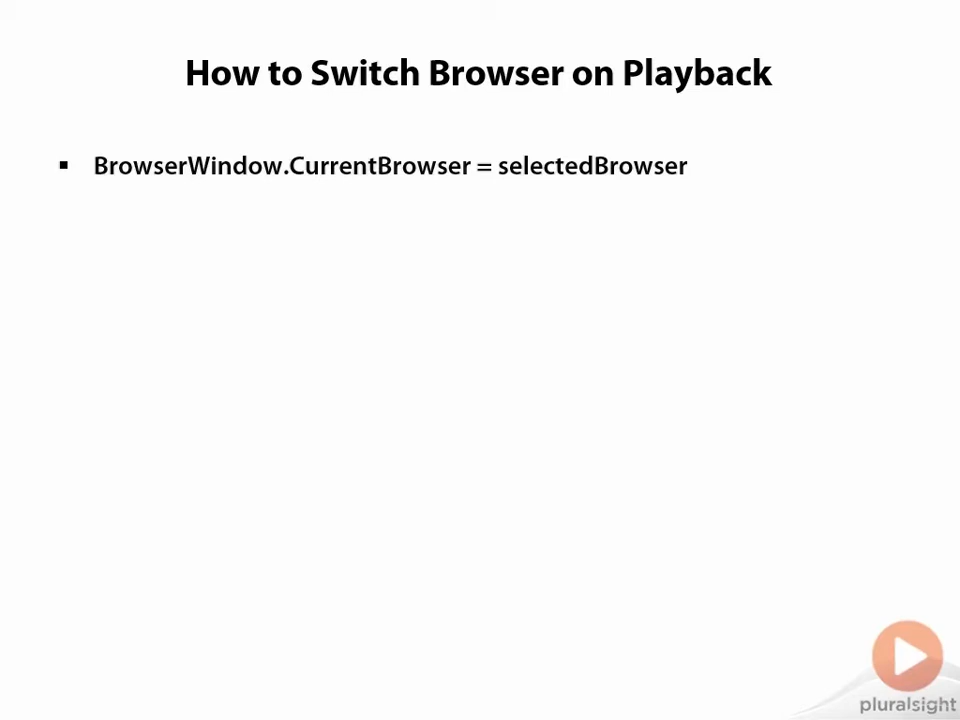 How to Switch Browser on Playback
▪ BrowserWindow.CurrentBrowser = selectedBrowser
pluralsight